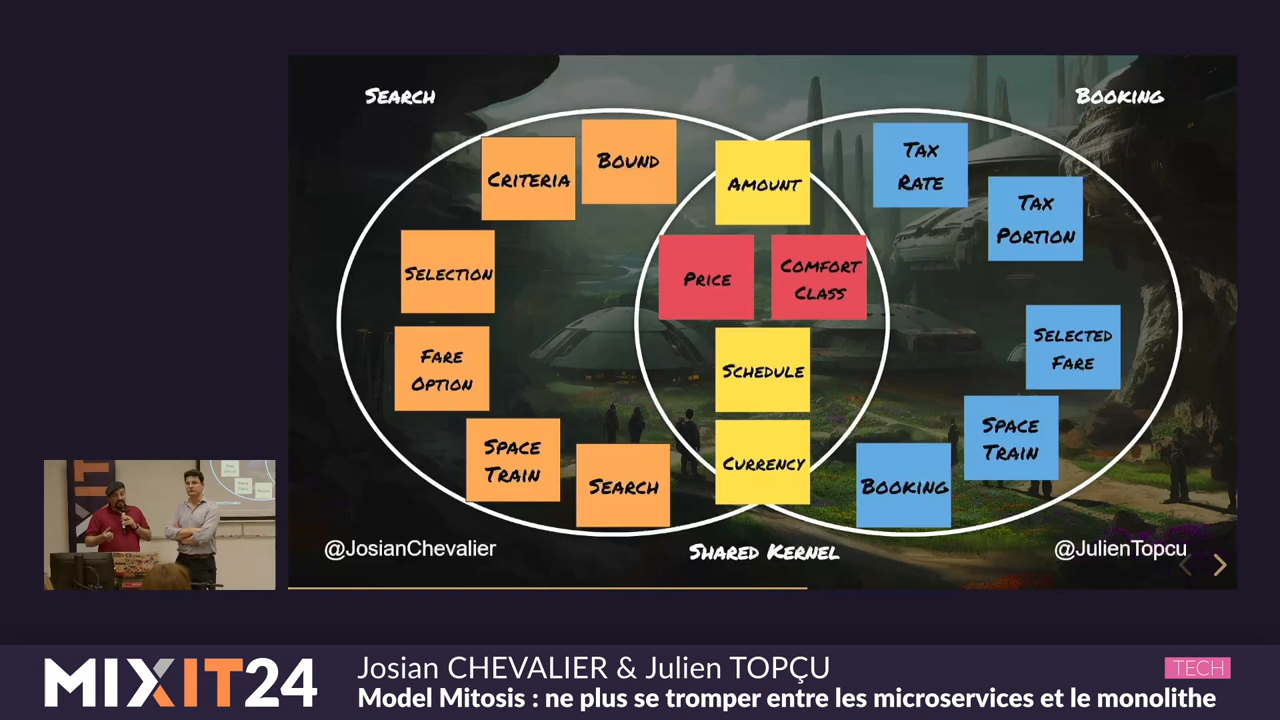 SEARCH
BOOKING
CRITERIA
BOUND
AMOUNT
TAX
RATE
TAX
PORTION
SELECTION
PRICE
COMFORT
CLASS
FARE
OPTION
SCHEDULE
SELECTED
FARE
SPACE
TRAIN
SEARCH
CURRENCY
BOOKING
SPACE
TRAIN
@JosianChevalier
SHARED KERNEL
@JulienTopcu
MIXIT24
Josian CHEVALIER & Julien TOPÇU
TECH
Model Mitosis : ne plus se tromper entre les microservices et le monolithe